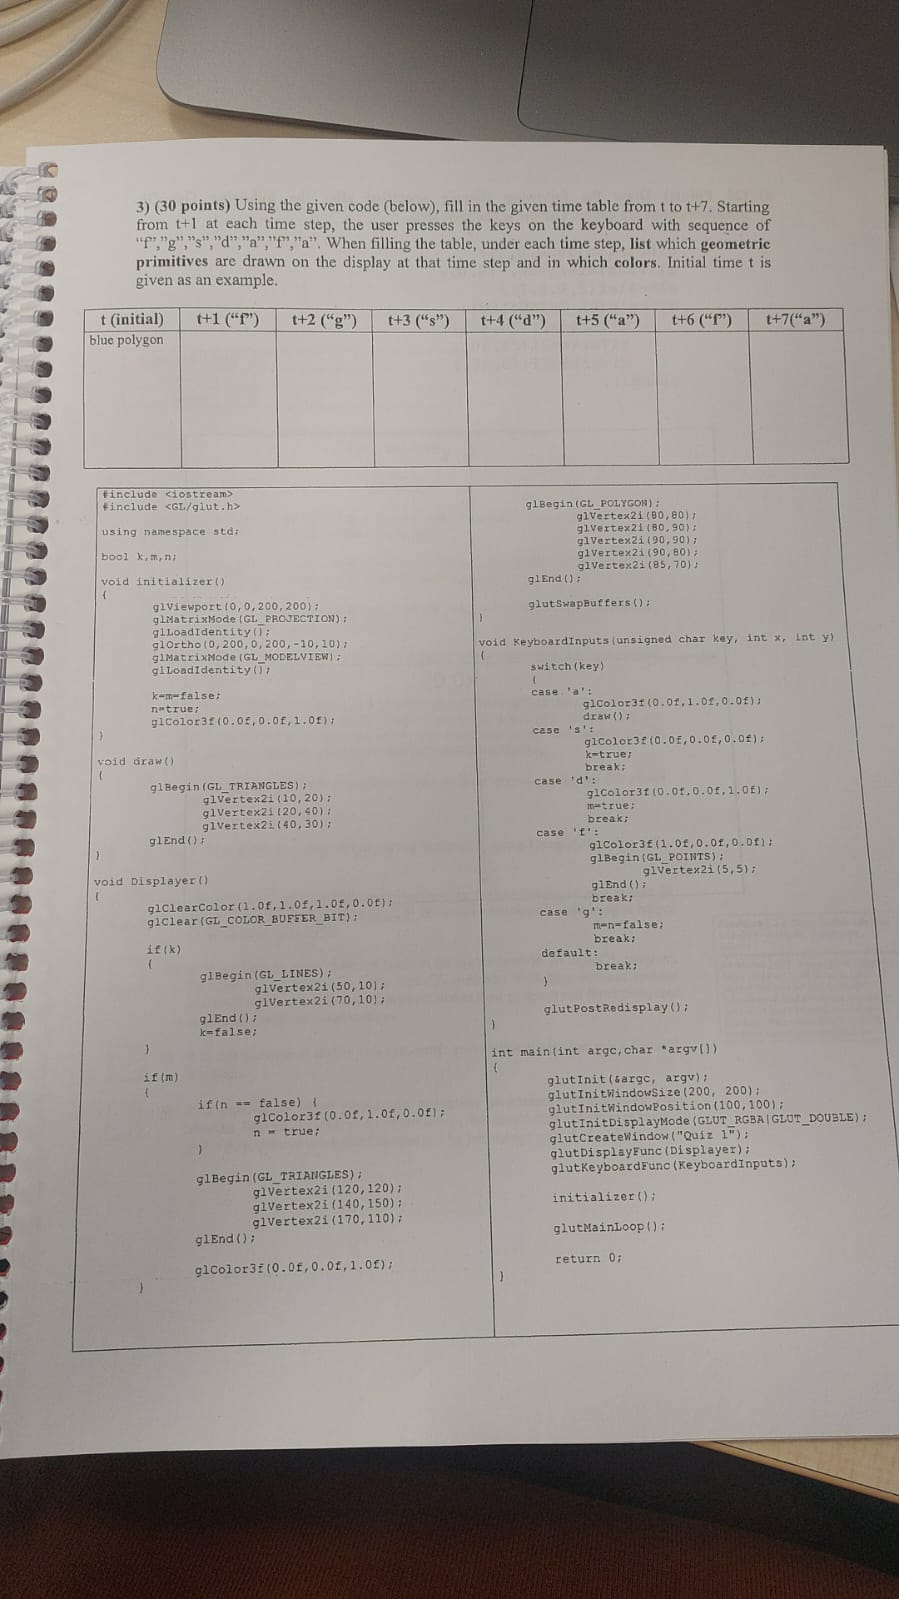 3) (30 points) Using the given code (below), fill in the given time table from t to t+7. Starting
from t+1 at each time step, the user presses the keys on the keyboard with sequence of
“f”,”g”,”s”,”d”,”a”,”f”,”a”. When filling the table, under each time step, list which geometric
primitives are drawn on the display at that time step and in which colors. Initial time t is
given as an example.
t (initial) t+1 (“f”) t+2 (“g”) t+3 (“s”) t+4 (“d”) t+5 (“a”) t+6 (“f”) t+7(“a”)
blue polygon
#include <iostream>
#include <GL/glut.h>
using namespace std;
bool k,m,n;
void initializer()
{
glViewport(0,0,200,200);
glMatrixMode(GL_PROJECTION);
glLoadIdentity();
glOrtho(0,200,0,200,-10,10);
glMatrixMode(GL_MODELVIEW);
glLoadIdentity();
k=m=false;
n=true;
glColor3f(0.0f,0.0f,1.0f);
}
void draw()
{
glBegin(GL_TRIANGLES);
glVertex2i(10,20);
glVertex2i(20,40);
glVertex2i(40,30);
glEnd();
}
void Displayer()
{
glClearColor(1.0f,1.0f,1.0f,0.0f);
glClear(GL_COLOR_BUFFER_BIT);
if(k)
{
glBegin(GL_LINES);
glVertex2i(50,10);
glVertex2i(70,10);
glEnd();
k=false;
}
if(m)
{
if(n == false) {
glColor3f(0.0f,1.0f,0.0f);
n = true;
}
glBegin(GL_TRIANGLES);
glVertex2i(120,120);
glVertex2i(140,150);
glVertex2i(170,110);
glEnd();
glColor3f(0.0f,0.0f,1.0f);
}
glBegin(GL_POLYGON);
glVertex2i(80,80);
glVertex2i(80,90);
glVertex2i(90,90);
glVertex2i(90,80);
glVertex2i(85,70);
glEnd();
glutSwapBuffers();
}
void KeyboardInputs(unsigned char key, int x, int y)
{
switch(key)
{
case 'a':
glColor3f(0.0f,1.0f,0.0f);
draw();
case 's':
glColor3f(0.0f,0.0f,0.0f);
k=true;
break;
case 'd':
glColor3f(0.0f,0.0f,1.0f);
m=true;
break;
case 'f':
glColor3f(1.0f,0.0f,0.0f);
glBegin(GL_POINTS);
glVertex2i(5,5);
glEnd();
break;
case 'g':
m=n=false;
break;
default:
break;
}
glutPostRedisplay();
}
int main(int argc,char *argv[])
{
glutInit(&argc, argv);
glutInitWindowSize(200, 200);
glutInitWindowPosition(100,100);
glutInitDisplayMode(GLUT_RGBA|GLUT_DOUBLE);
glutCreateWindow("Quiz 1");
glutDisplayFunc(Displayer);
glutKeyboardFunc(KeyboardInputs);
initializer();
glutMainLoop();
return 0;
}